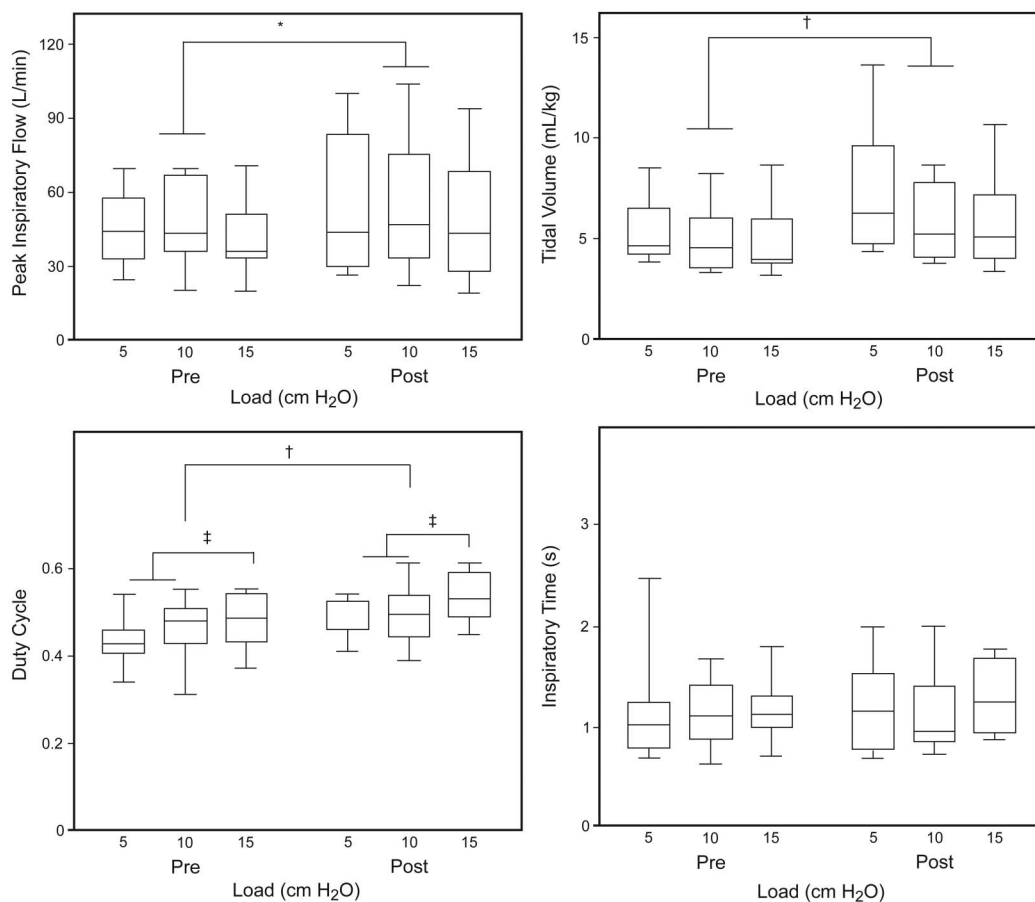 *
120
90
60
30
0
Peak Inspiratory Flow (L/min)
5 10 15 5 10 15
Pre Post
Load (cm H₂O)
†
15
10
5
0
Tidal Volume (mL/kg)
5 10 15 5 10 15
Pre Post
Load (cm H₂O)
†
‡ ‡
0.6
0.4
0.2
0
Duty Cycle
5 10 15 5 10 15
Pre Post
Load (cm H₂O)
3
2
1
0
Inspiratory Time (s)
5 10 15 5 10 15
Pre Post
Load (cm H₂O)